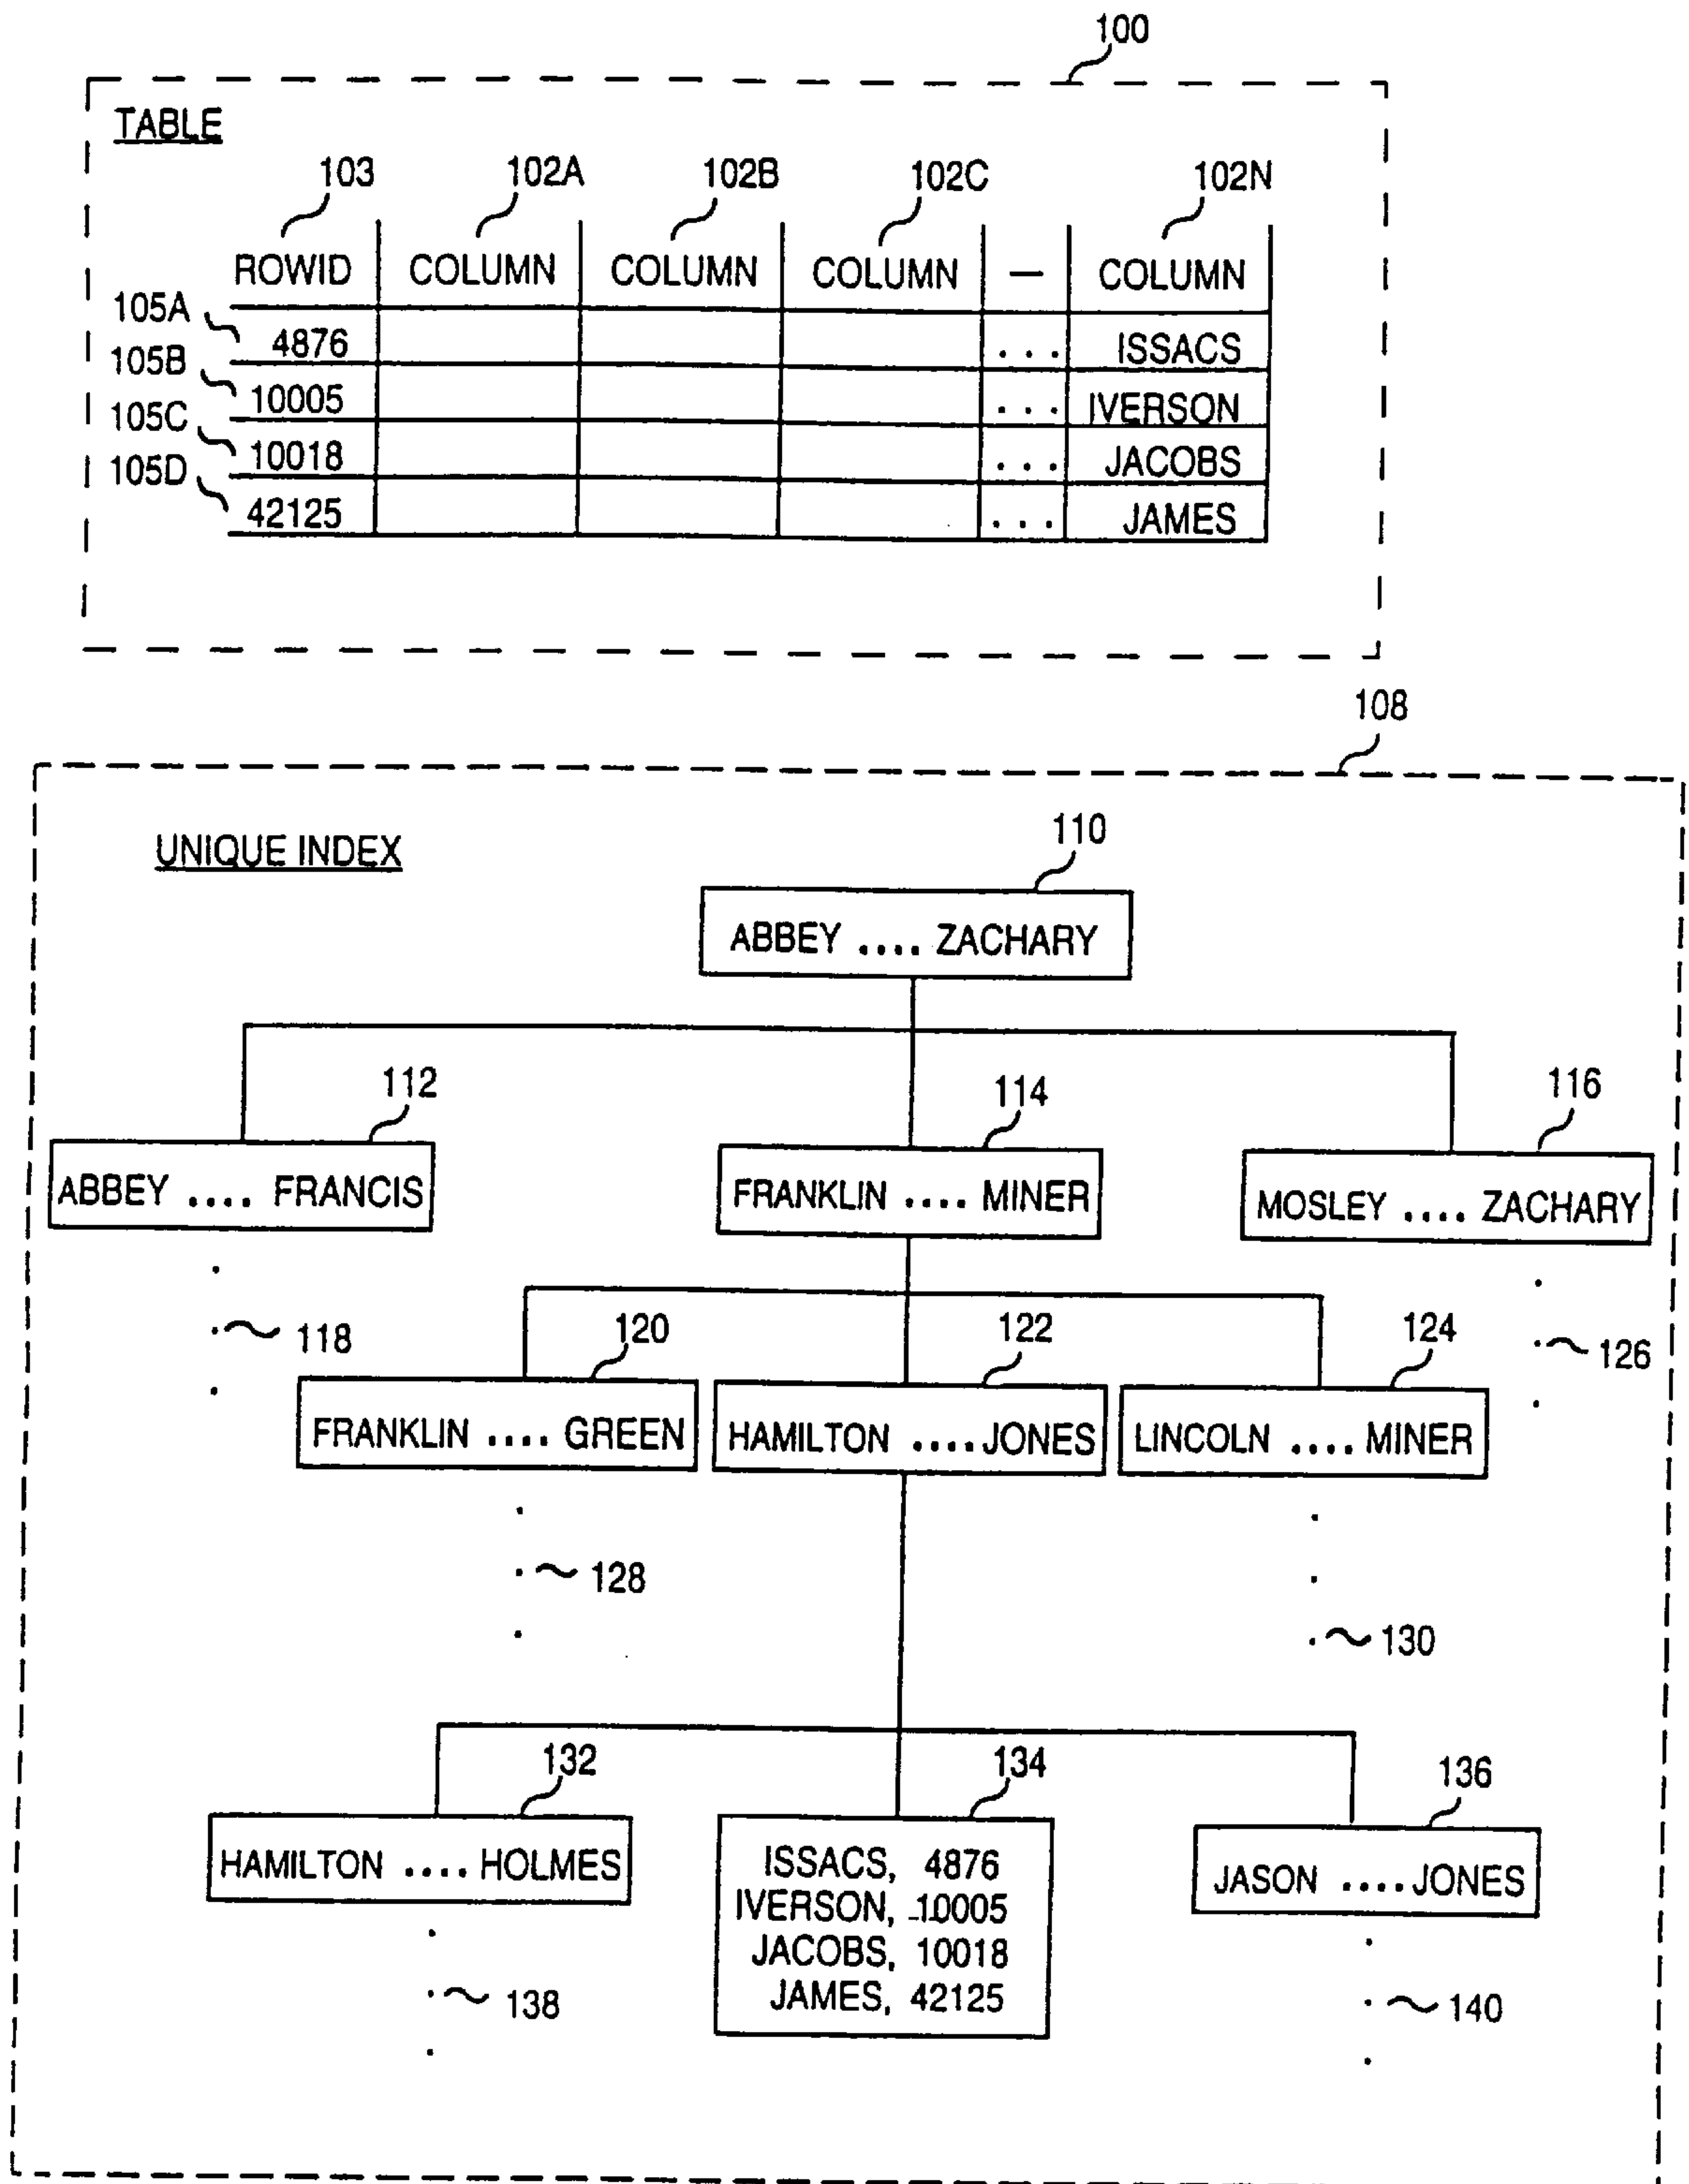 100
TABLE
103 102A 102B 102C 102N
ROWID COLUMN COLUMN COLUMN — COLUMN
105A 4876 ... ISSACS
105B 10005 ... IVERSON
105C 10018 ... JACOBS
105D 42125 ... JAMES
108
UNIQUE INDEX
110
ABBEY .... ZACHARY
112 114 116
ABBEY .... FRANCIS FRANKLIN .... MINER MOSLEY .... ZACHARY
118 120 122 124 126
FRANKLIN .... GREEN HAMILTON .... JONES LINCOLN .... MINER
128 130
132 134 136
HAMILTON .... HOLMES JASON .... JONES
ISSACS, 4876
IVERSON, 10005
JACOBS, 10018
JAMES, 42125
138 140